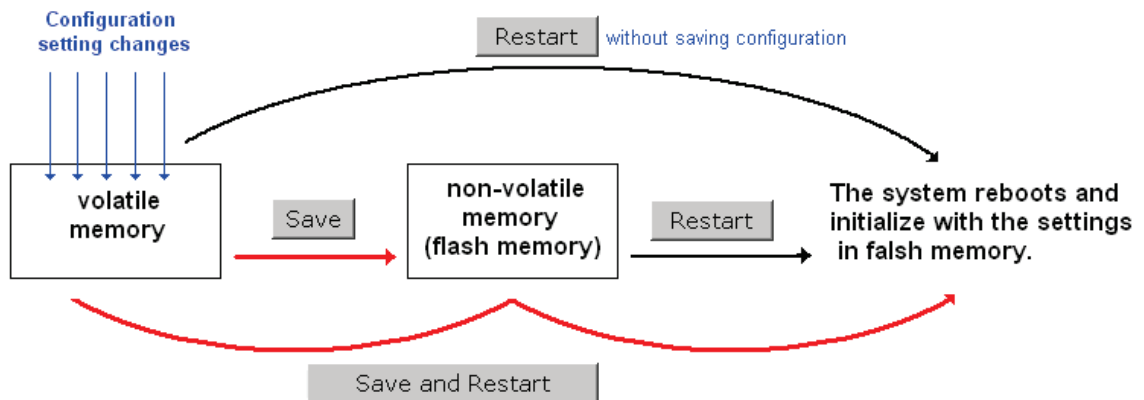 Configuration
setting changes
Restart without saving configuration
volatile
memory
Save
non-volatile
memory
(flash memory)
Restart
The system reboots and
initialize with the settings
in falsh memory.
Save and Restart